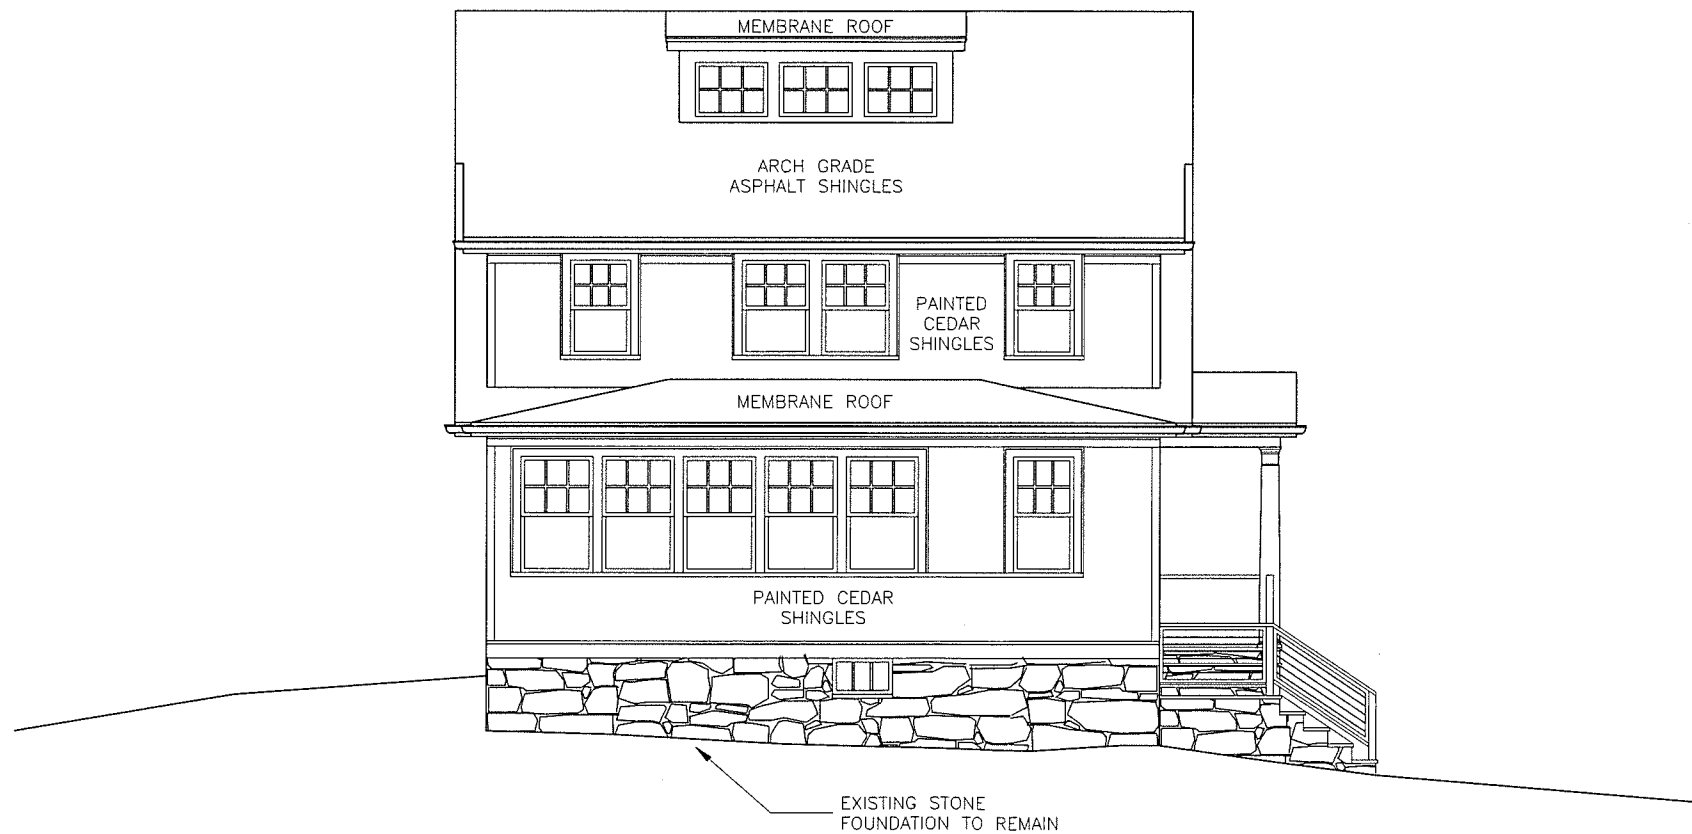 MEMBRANE ROOF
ARCH GRADE
ASPHALT SHINGLES
PAINTED
CEDAR
SHINGLES
MEMBRANE ROOF
PAINTED CEDAR
SHINGLES
EXISTING STONE
FOUNDATION TO REMAIN